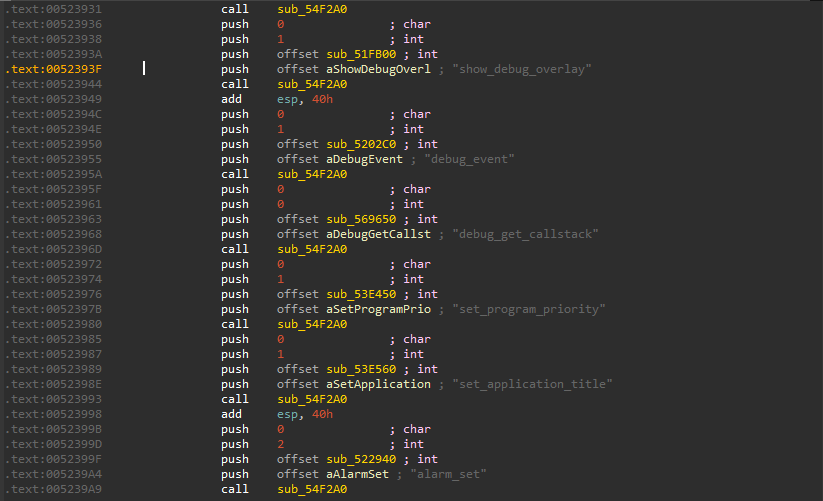 .text:00523931 call sub_54F2A0
.text:00523936 push 0 ; char
.text:00523938 push 1 ; int
.text:0052393A push offset sub_51FB00 ; int
.text:0052393F push offset aShowDebugOverl ; "show_debug_overlay"
.text:00523944 call sub_54F2A0
.text:00523949 add esp, 40h
.text:0052394C push 0 ; char
.text:0052394E push 1 ; int
.text:00523950 push offset sub_5202C0 ; int
.text:00523955 push offset aDebugEvent ; "debug_event"
.text:0052395A call sub_54F2A0
.text:0052395F push 0 ; char
.text:00523961 push 0 ; int
.text:00523963 push offset sub_569650 ; int
.text:00523968 push offset aDebugGetCallst ; "debug_get_callstack"
.text:0052396D call sub_54F2A0
.text:00523972 push 0 ; char
.text:00523974 push 1 ; int
.text:00523976 push offset sub_53E450 ; int
.text:0052397B push offset aSetProgramPrio ; "set_program_priority"
.text:00523980 call sub_54F2A0
.text:00523985 push 0 ; char
.text:00523987 push 1 ; int
.text:00523989 push offset sub_53E560 ; int
.text:0052398E push offset aSetApplication ; "set_application_title"
.text:00523993 call sub_54F2A0
.text:00523998 add esp, 40h
.text:0052399B push 0 ; char
.text:0052399D push 2 ; int
.text:0052399F push offset sub_522940 ; int
.text:005239A4 push offset aAlarmSet ; "alarm_set"
.text:005239A9 call sub_54F2A0